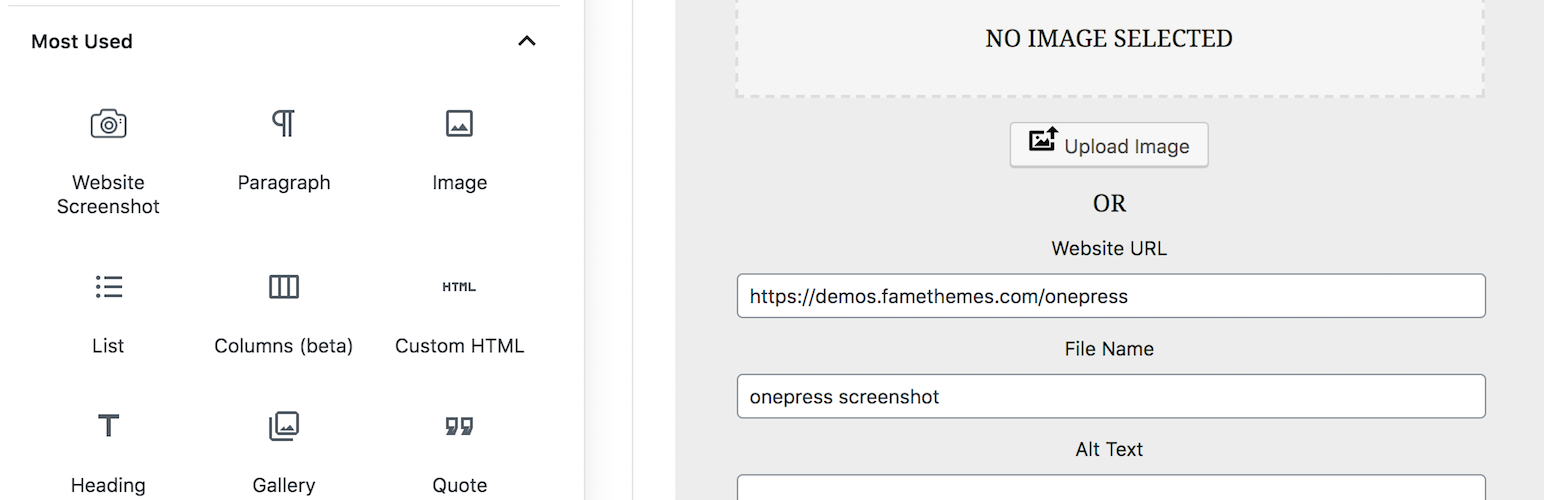 Most Used
Website
Screenshot
Paragraph
Image
List
Columns (beta)
HTML
Custom HTML
Heading
Gallery
Quote
NO IMAGE SELECTED
Upload Image
OR
Website URL
https://demos.famethemes.com/onepress
File Name
onepress screenshot
Alt Text